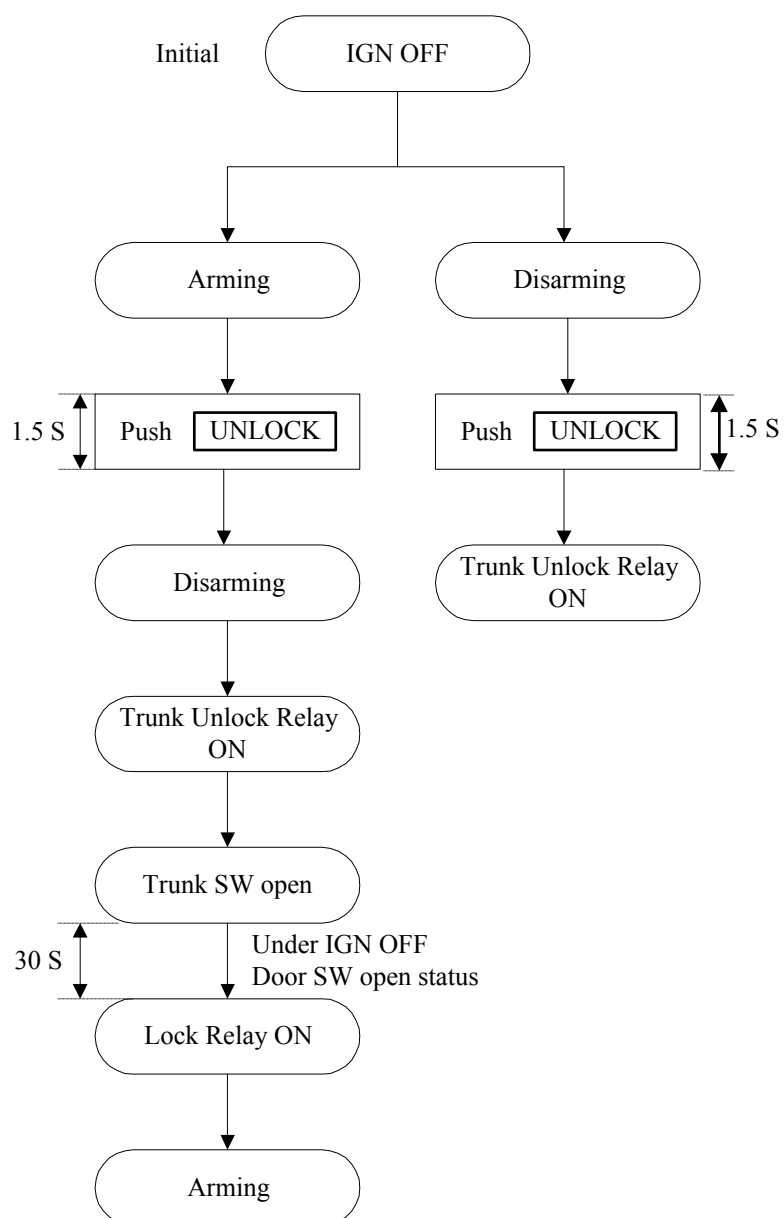 Initial
IGN OFF
Arming
Disarming
1.5 S
Push UNLOCK
Push UNLOCK
1.5 S
Disarming
Trunk Unlock Relay
ON
Trunk Unlock Relay
ON
Trunk SW open
30 S
Under IGN OFF
Door SW open status
Lock Relay ON
Arming